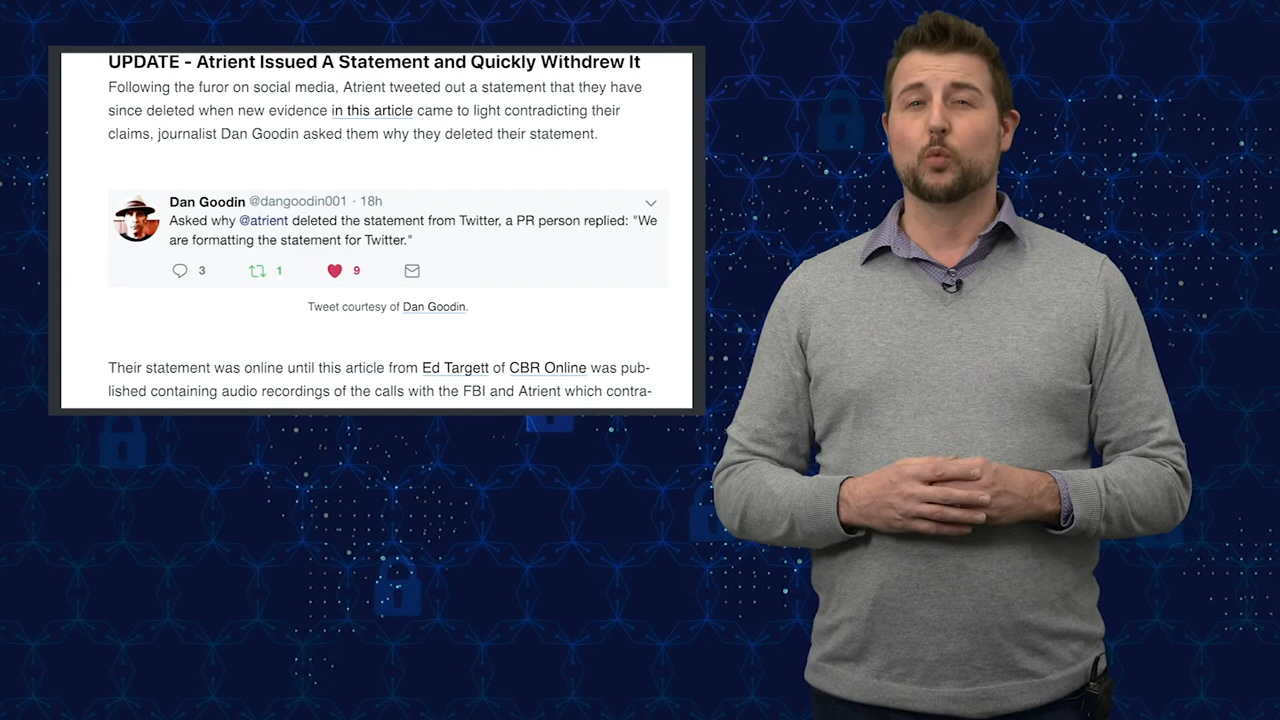 UPDATE - Atrient Issued A Statement and Quickly Withdrew It
Following the furor on social media, Atrient tweeted out a statement that they have
since deleted when new evidence in this article came to light contradicting their
claims, journalist Dan Goodin asked them why they deleted their statement.
Dan Goodin @dangoodin001 · 18h
Asked why @atrient deleted the statement from Twitter, a PR person replied: "We
are formatting the statement for Twitter."
3 1 9
Tweet courtesy of Dan Goodin.
Their statement was online until this article from Ed Targett of CBR Online was pub-
lished containing audio recordings of the calls with the FBI and Atrient which contra-